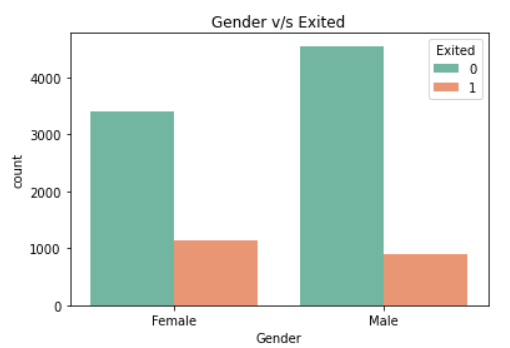 Gender v/s Exited
Exited
0
1
4000
3000
2000
1000
0
count
Female
Male
Gender